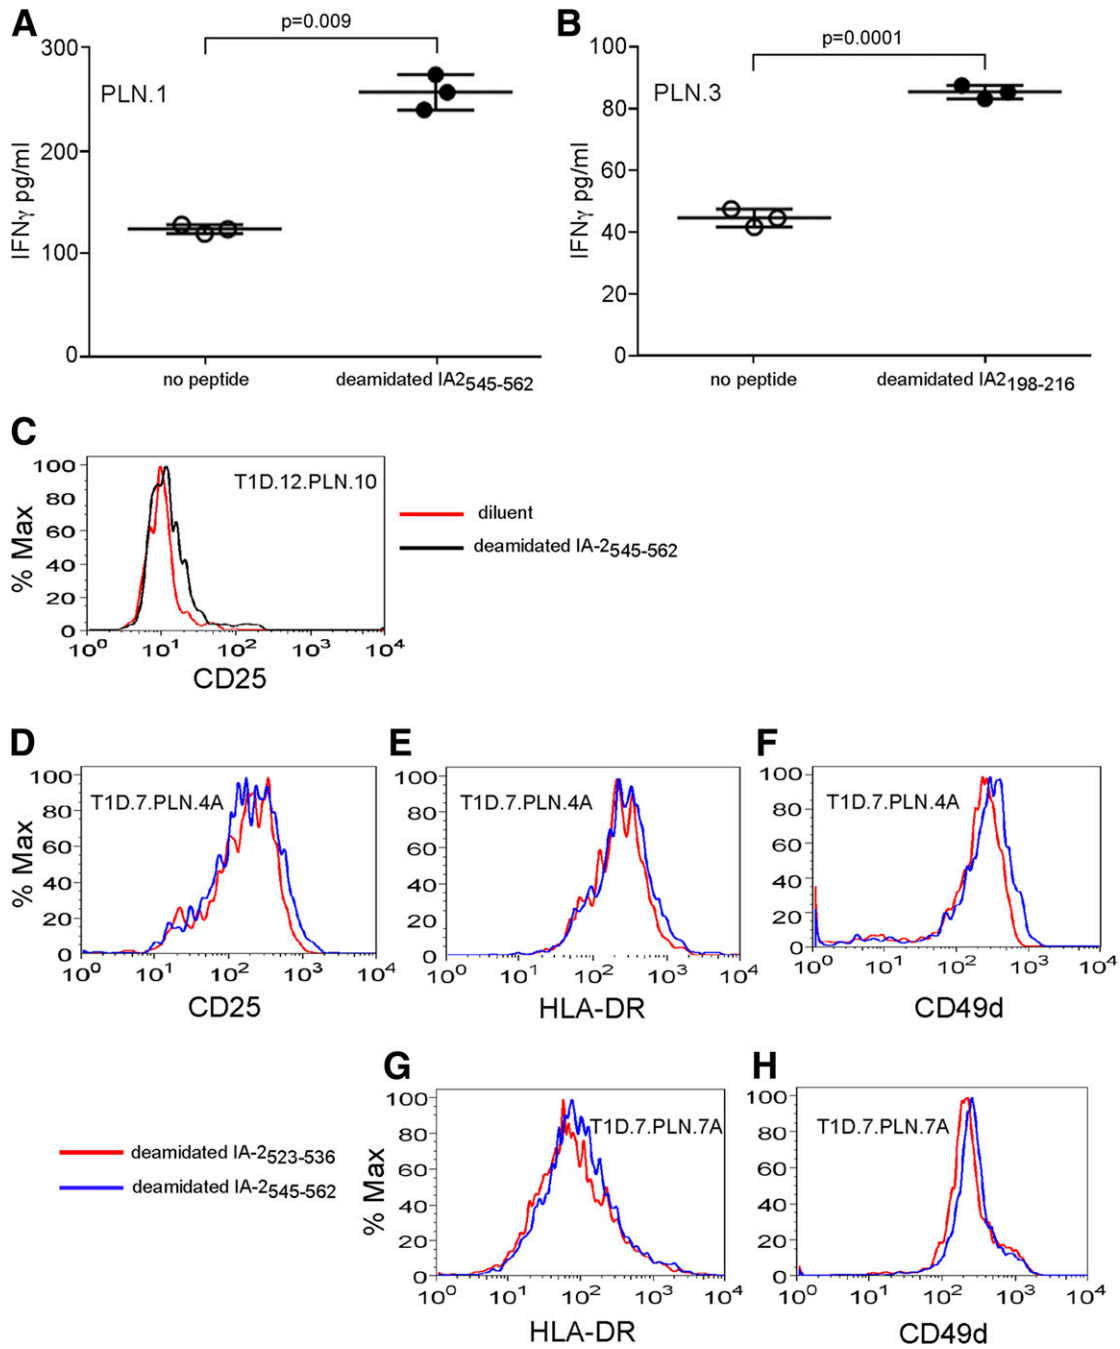 A
p=0.009
PLN.1
IFNγ pg/ml
300
200
100
0
no peptide
deamidated IA2545-562
B
p=0.0001
PLN.3
IFNγ pg/ml
100
80
60
40
20
0
no peptide
deamidated IA2198-216
C
T1D.12.PLN.10
% Max
100
80
60
40
20
0
10⁰ 10¹ 10² 10³ 10⁴
CD25
diluent
deamidated IA-2545-562
D
T1D.7.PLN.4A
% Max
100
80
60
40
20
0
10⁰ 10¹ 10² 10³ 10⁴
CD25
E
T1D.7.PLN.4A
100
80
60
40
20
0
10⁰ 10¹ 10² 10³ 10⁴
HLA-DR
F
T1D.7.PLN.4A
100
80
60
40
20
0
10⁰ 10¹ 10² 10³ 10⁴
CD49d
deamidated IA-2523-536
deamidated IA-2545-562
G
T1D.7.PLN.7A
% Max
100
80
60
40
20
0
10⁰ 10¹ 10² 10³ 10⁴
HLA-DR
H
T1D.7.PLN.7A
100
80
60
40
20
0
10⁰ 10¹ 10² 10³ 10⁴
CD49d